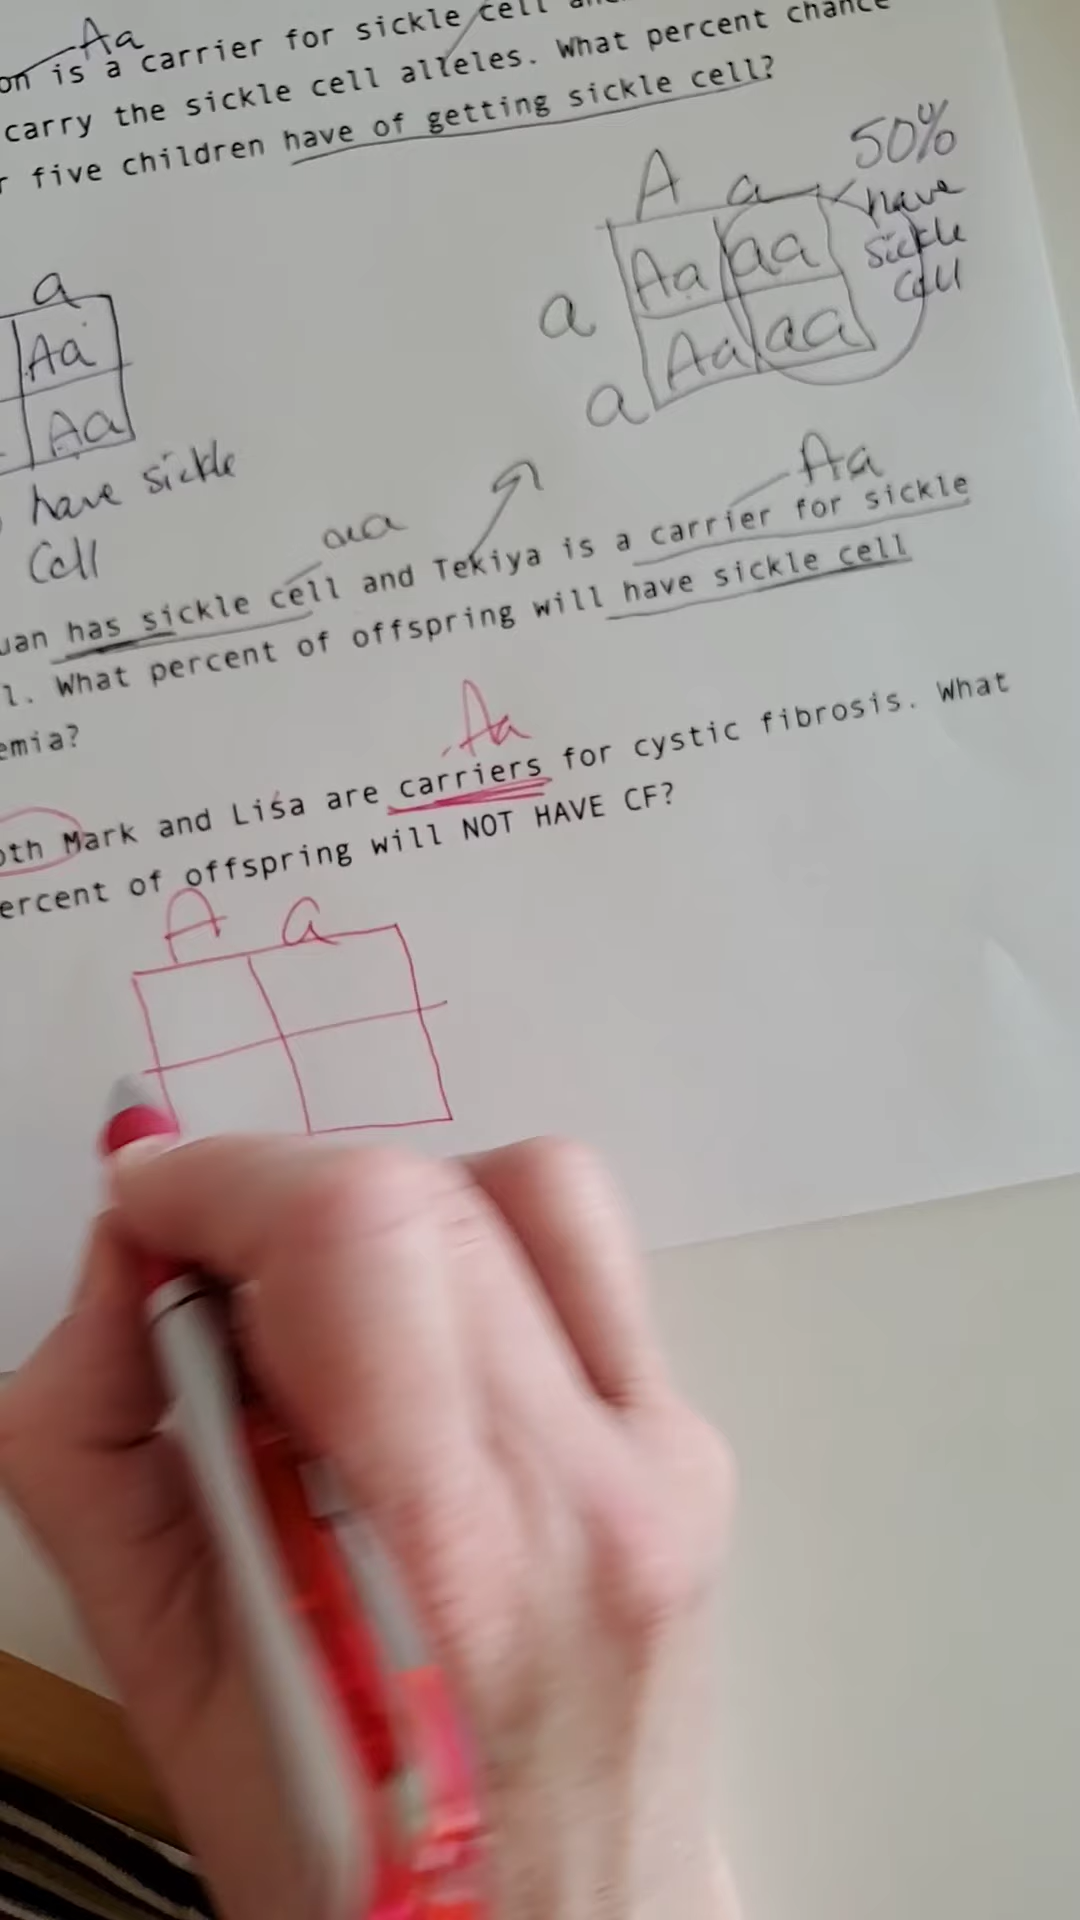 Aa
on is a carrier for sickle cell
carry the sickle cell alleles. What percent chance
r five children have of getting sickle cell?
50%
have
sickle
cell
A a
Aa aa
a
Aa aa
a
a
Aa
Aa
have sickle
Cell
aa
Aa
uan has sickle cell and Tekiya is a carrier for sickle
l. What percent of offspring will have sickle cell
emia?
Aa
oth Mark and Lisa are carriers for cystic fibrosis. What
ercent of offspring will NOT HAVE CF?
A a